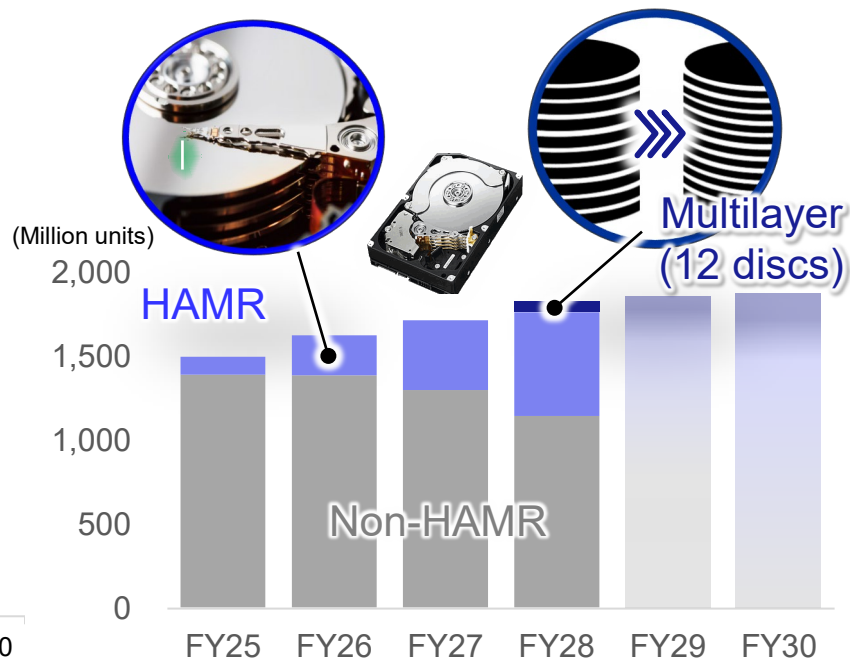 Multilayer
(12 discs)
(Million units)
HAMR
2,000
1,500
1,000
500
0
Non-HAMR
0
FY25 FY26 FY27 FY28 FY29 FY30